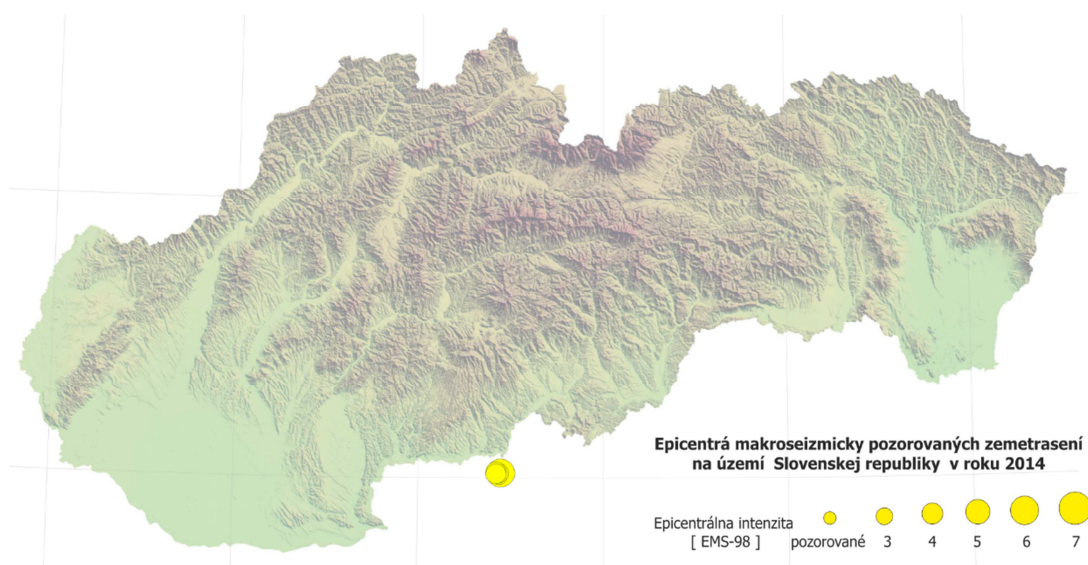 Epicentrá makroseizmicky pozorovaných zemetrasení
na území Slovenskej republiky v roku 2014
Epicentrálna intenzita
[ EMS-98 ]
pozorované 3 4 5 6 7